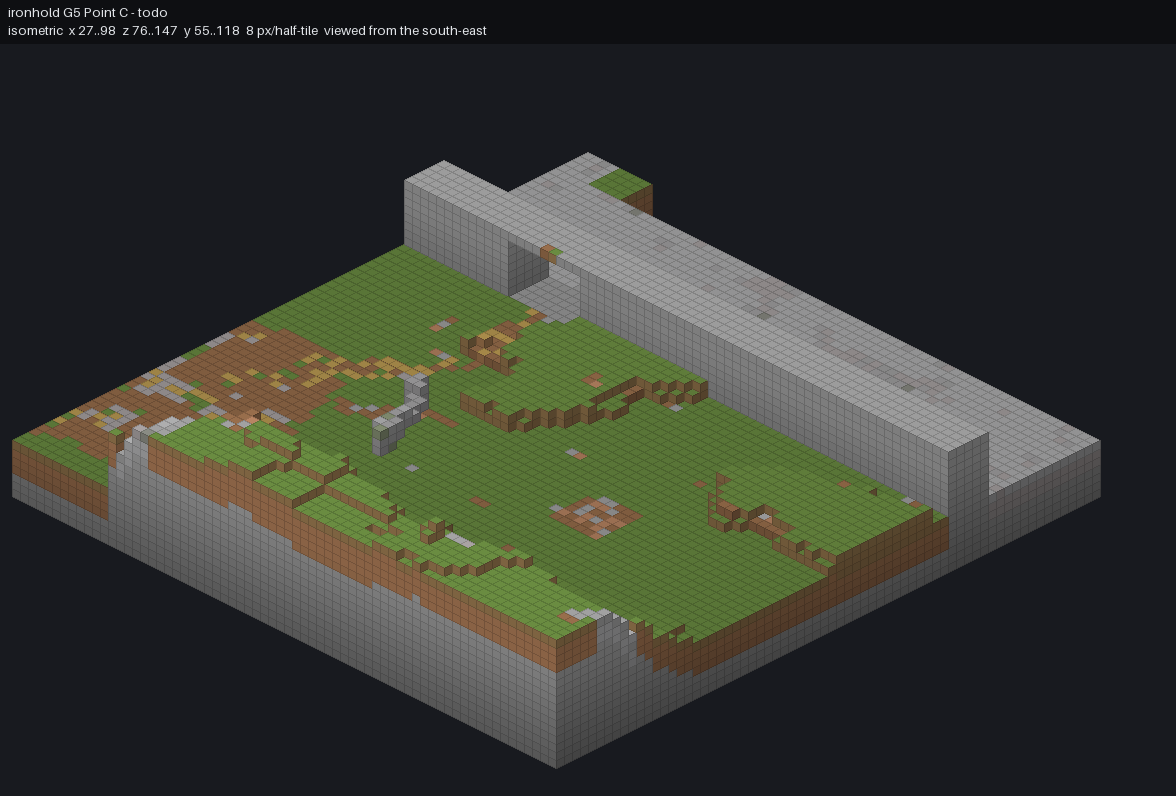 ironhold G5 Point C - todo
isometric  x 27..98  z 76..147  y 55..118  8 px/half-tile  viewed from the south-east